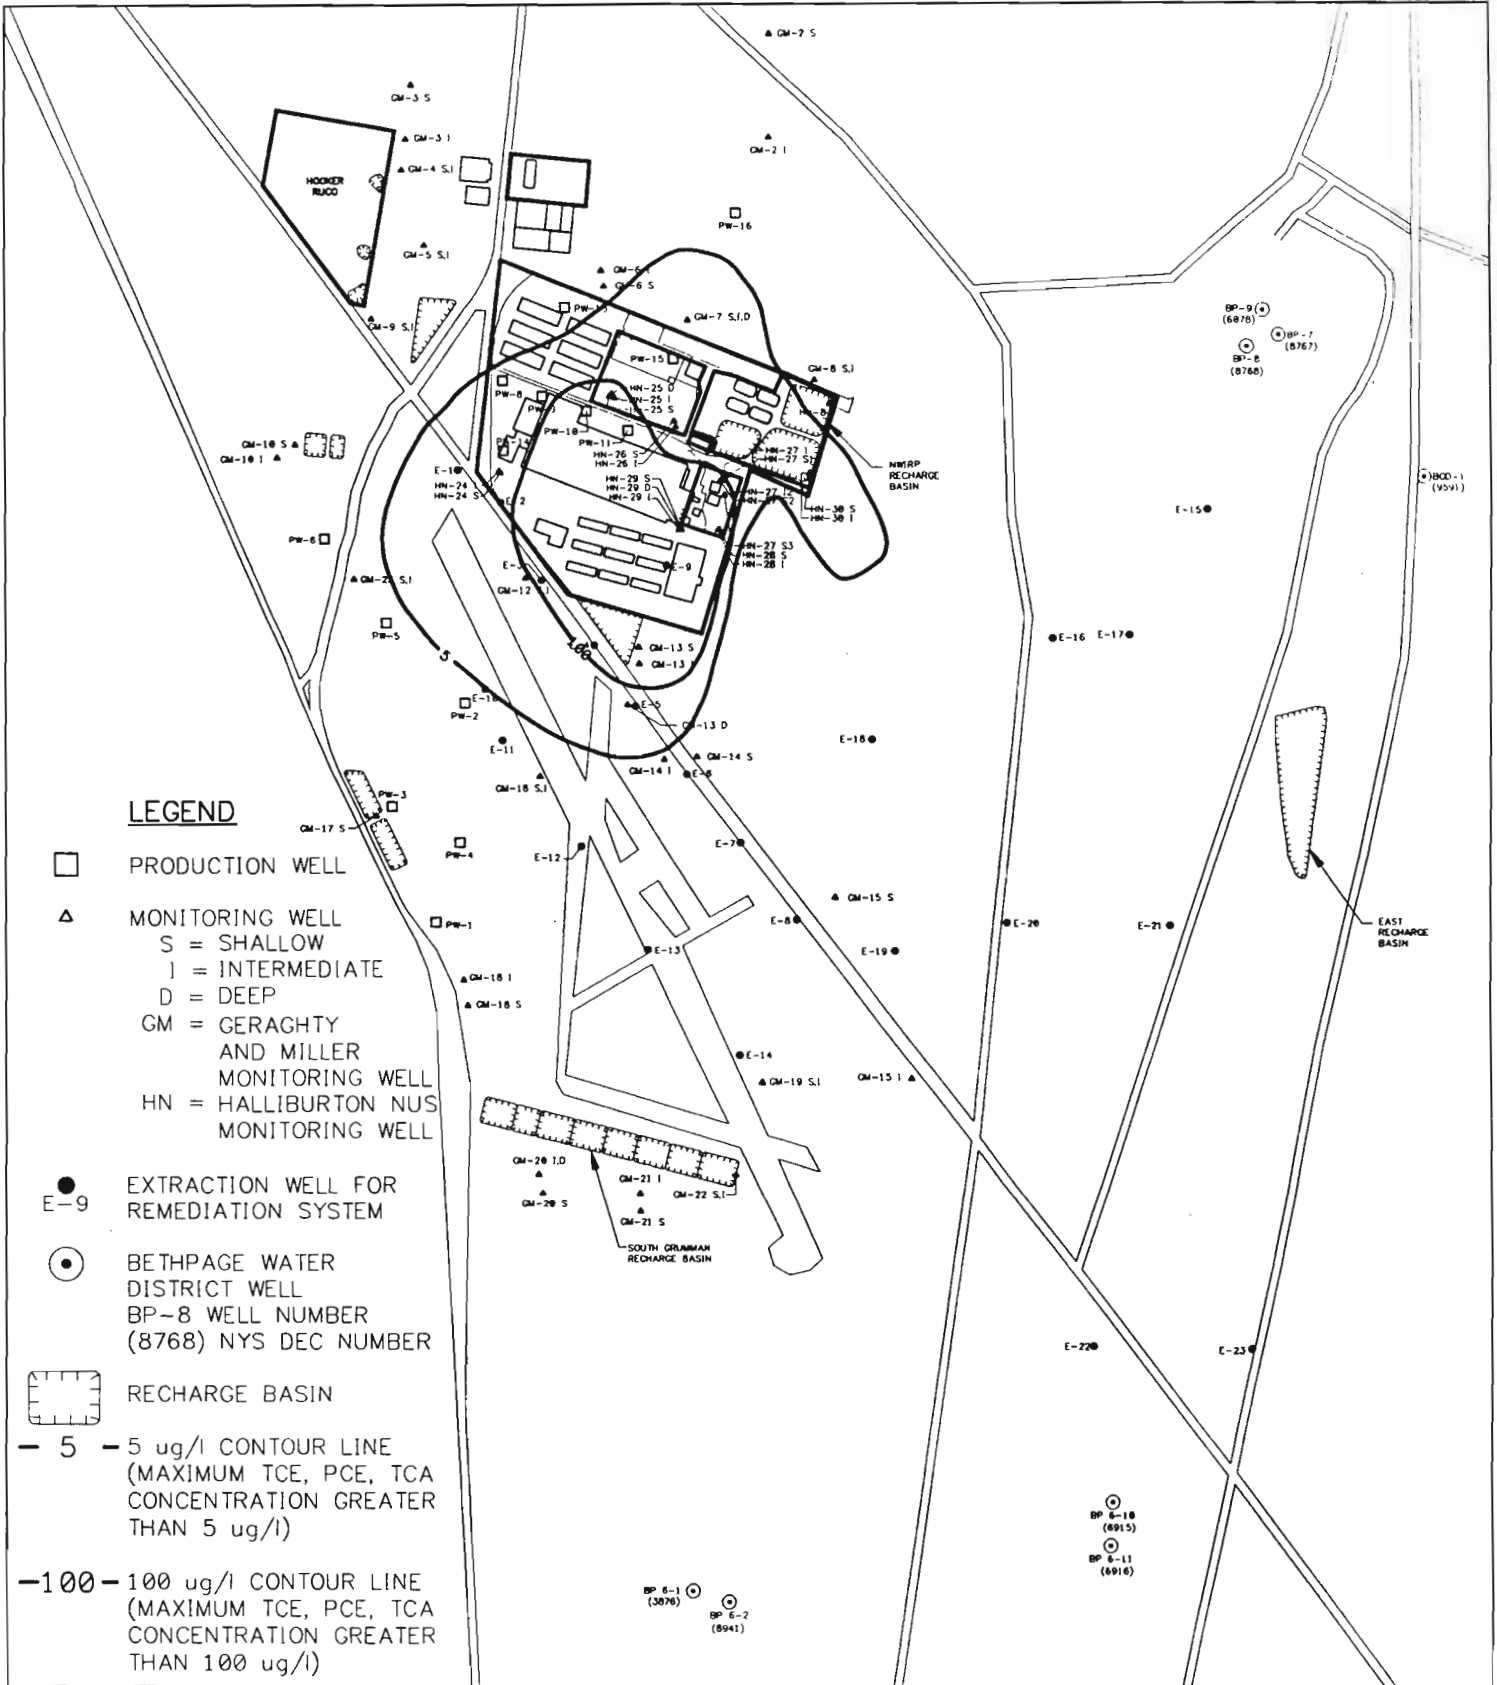 GM-2 S
GM-3 S
GM-3 I
GM-2 I
GM-4 S,I
HOOKER
RUCO
PW-16
GM-5 S,I
GM-6 I
GM-6 S
GM-7 S,I,D
GM-9 S,I
BP-9
(6078)
BP-7
(8767)
BP-8
(8768)
PW-15
GM-8 S,I
HN-25 D
HN-25 I
HN-25 S
PW-8
PW-10
PW-11
PW-14
HN-26 S
HN-26 I
HN-27 I
HN-27 S1
GM-10 S
GM-10 I
E-1
HN-24 I
HN-24 S
E-2
HN-29 S
HN-29 D
HN-29 I
NWIRP
RECHARGE
BASIN
BGD-1
(9591)
HN-30 S
HN-30 I
E-15
PW-6
HN-27 S3
HN-28 S
HN-28 I
E-9
GM-12
PW-5
E-16
E-17
5
100
GM-13 S
GM-13 I
PW-2
E-5
GM-13 D
E-11
E-18
GM-14 S
GM-14 I
E-6
GM-16 S,I
PW-3
GM-17 S
PW-4
E-12
E-7
GM-15 S
PW-1
E-8
E-19
E-20
E-21
EAST
RECHARGE
BASIN
E-13
GM-18 I
GM-18 S
E-14
GM-19 S,I
GM-15 I
GM-20 I,D
GM-20 S
GM-21 I
GM-22 S,I
GM-21 S
SOUTH GRUMMAN
RECHARGE BASIN
E-22
E-23
BP 6-10
(6915)
BP 6-11
(6916)
BP 6-1
(3876)
BP 6-2
(8941)
LEGEND
PRODUCTION WELL
MONITORING WELL
S = SHALLOW
I = INTERMEDIATE
D = DEEP
GM = GERAGHTY
AND MILLER
MONITORING WELL
HN = HALLIBURTON NUS
MONITORING WELL
E-9
EXTRACTION WELL FOR
REMEDIATION SYSTEM
BETHPAGE WATER
DISTRICT WELL
BP-8 WELL NUMBER
(8768) NYS DEC NUMBER
RECHARGE BASIN
- 5 - 5 ug/l CONTOUR LINE
(MAXIMUM TCE, PCE, TCA
CONCENTRATION GREATER
THAN 5 ug/l)
-100- 100 ug/l CONTOUR LINE
(MAXIMUM TCE, PCE, TCA
CONCENTRATION GREATER
THAN 100 ug/l)